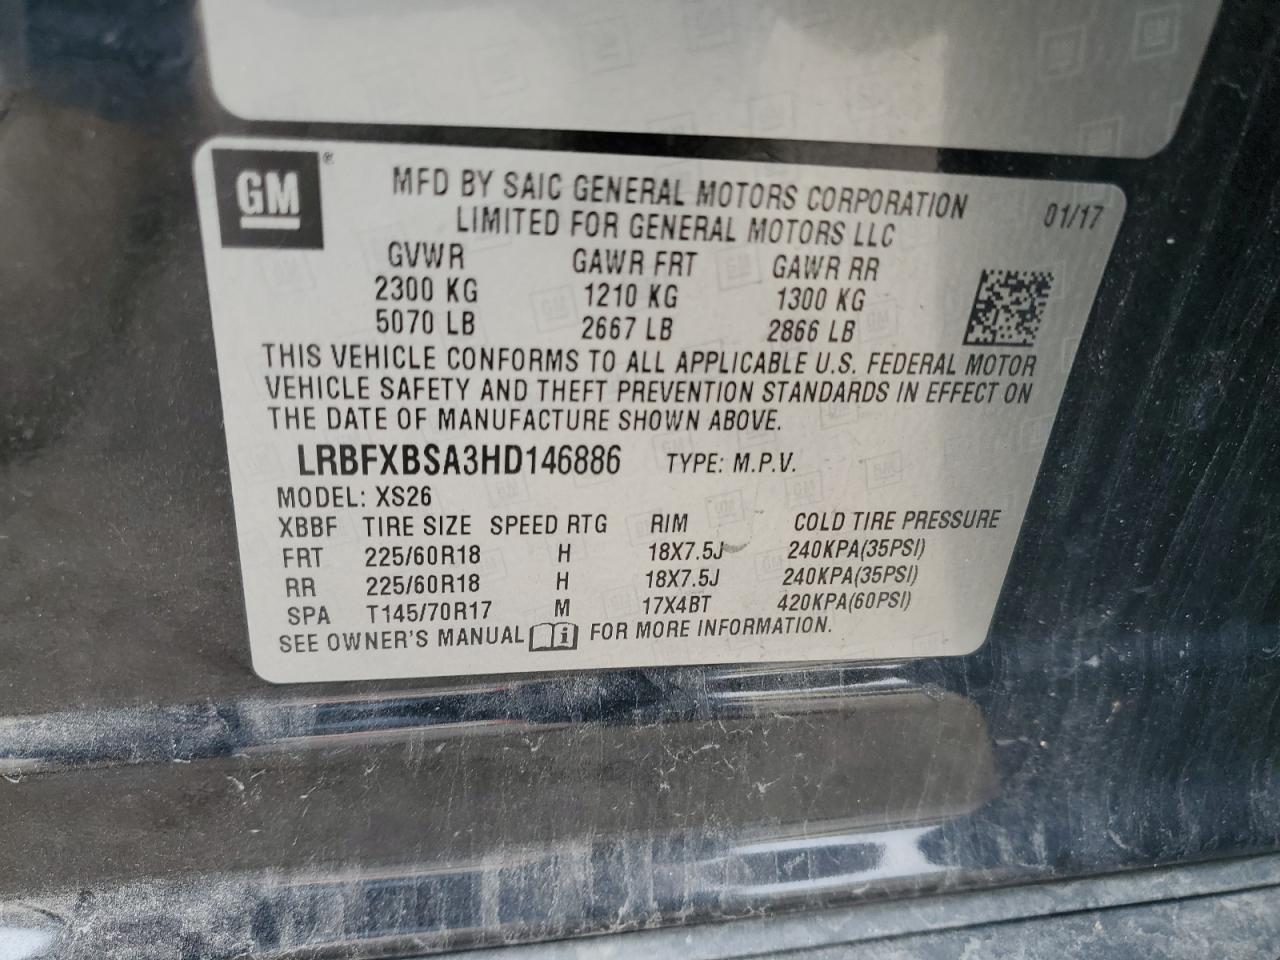 GM ®
MFD BY SAIC GENERAL MOTORS CORPORATION
LIMITED FOR GENERAL MOTORS LLC
01/17
GVWR GAWR FRT GAWR RR
2300 KG 1210 KG 1300 KG
5070 LB 2667 LB 2866 LB
THIS VEHICLE CONFORMS TO ALL APPLICABLE U.S. FEDERAL MOTOR
VEHICLE SAFETY AND THEFT PREVENTION STANDARDS IN EFFECT ON
THE DATE OF MANUFACTURE SHOWN ABOVE.
LRBFXBSA3HD146886 TYPE: M.P.V.
MODEL: XS26
XBBF TIRE SIZE SPEED RTG RIM COLD TIRE PRESSURE
FRT 225/60R18 H 18X7.5J 240KPA(35PSI)
RR 225/60R18 H 18X7.5J 240KPA(35PSI)
SPA T145/70R17 M 17X4BT 420KPA(60PSI)
SEE OWNER'S MANUAL i FOR MORE INFORMATION.